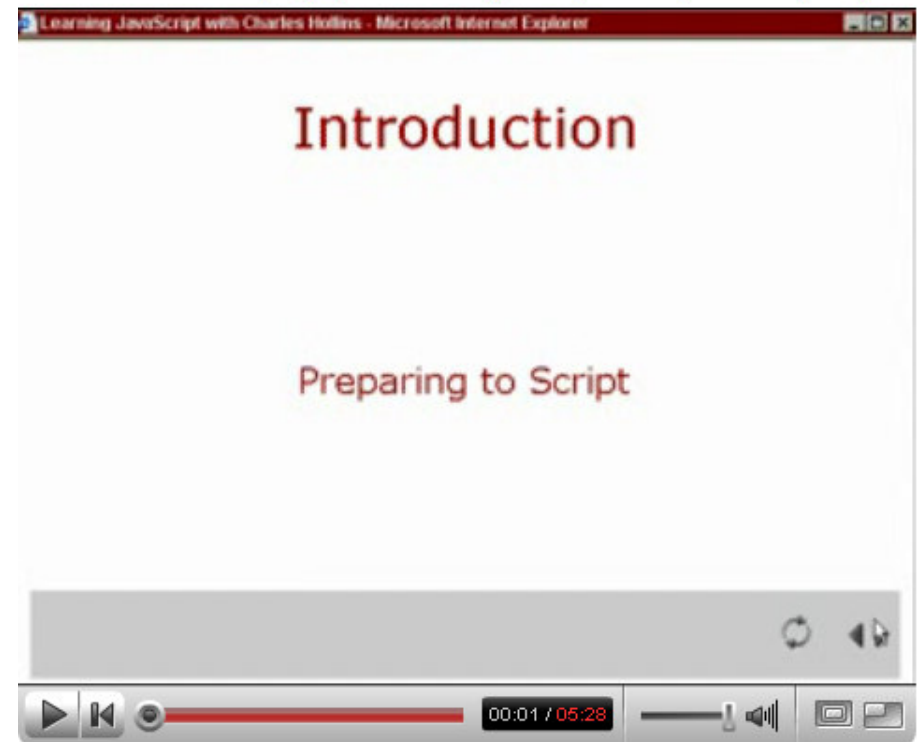 Learning JavaScript with Charles Hollins - Microsoft Internet Explorer
Introduction
Preparing to Script
00:01 / 05:28